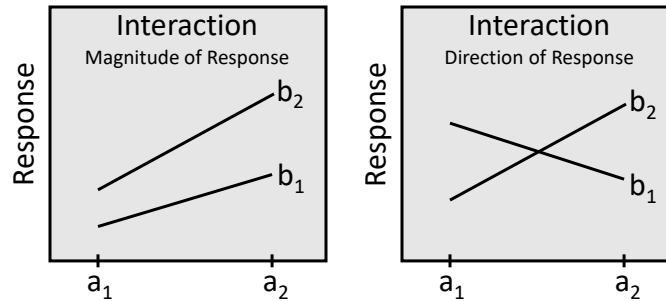 Interaction
Magnitude of Response
Response
b2
b1
a1
a2
Interaction
Direction of Response
Response
b2
b1
a1
a2